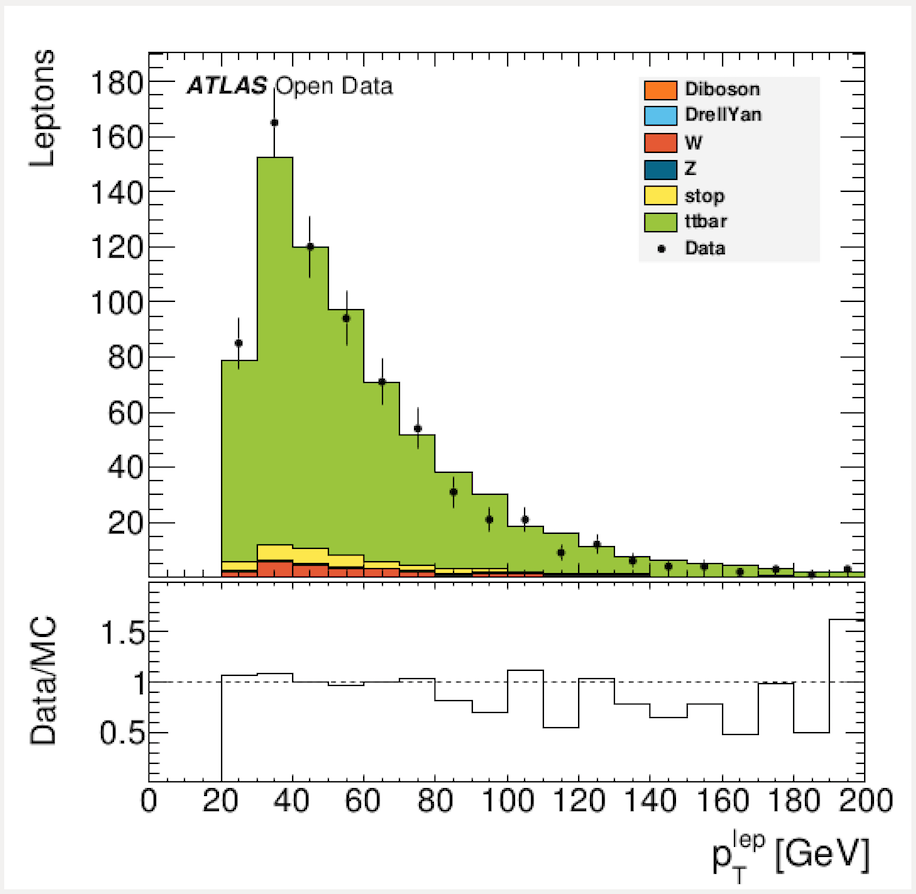 ATLAS Open Data
Leptons
180
160
140
120
100
80
60
40
20
Diboson
DrellYan
W
Z
stop
ttbar
Data
Data/MC
1.5
1
0.5
0 20 40 60 80 100 120 140 160 180 200
p_T^lep [GeV]